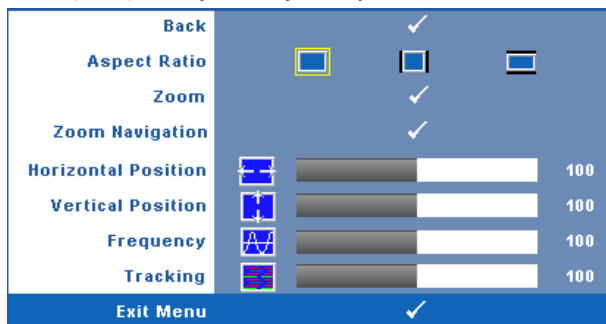 Back
Aspect Ratio
Zoom
Zoom Navigation
Horizontal Position 100
Vertical Position 100
Frequency 100
Tracking 100
Exit Menu